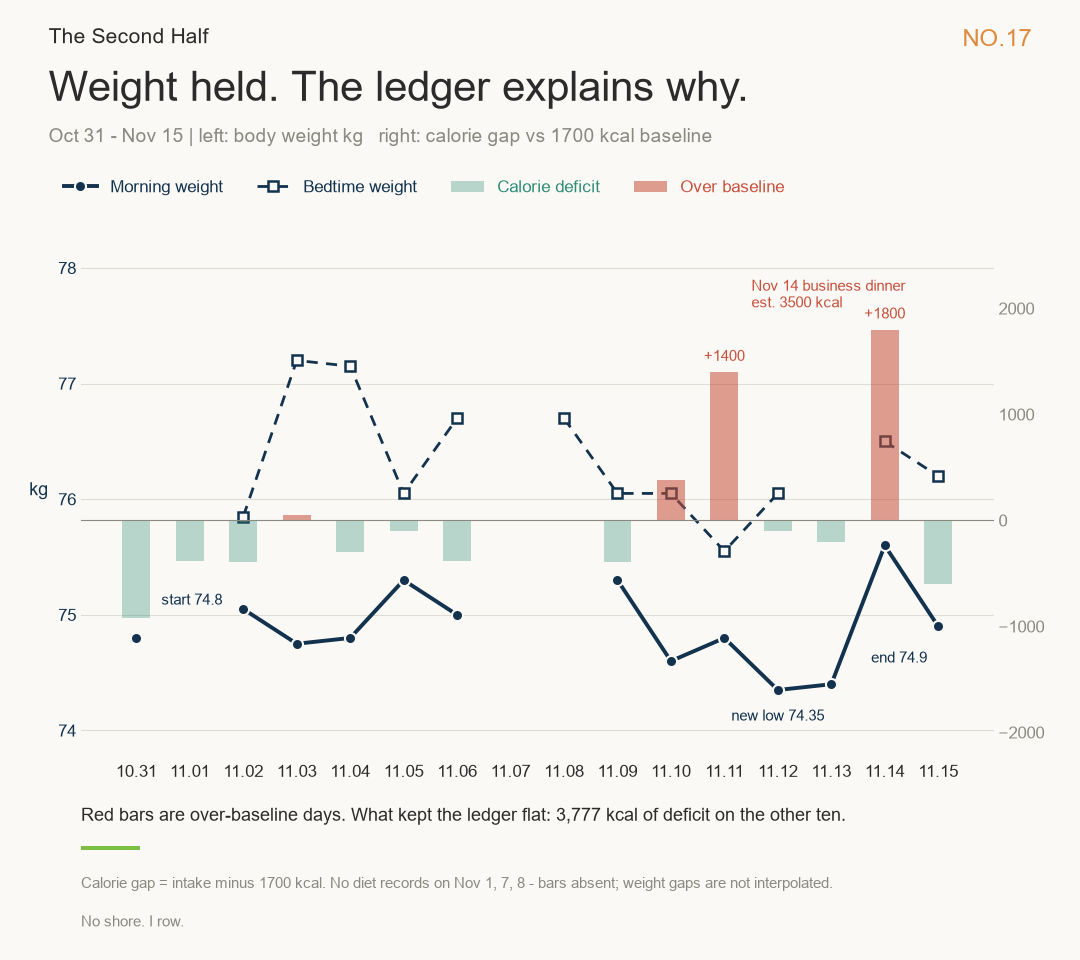 The Second Half
NO.17
Weight held. The ledger explains why.
Oct 31 - Nov 15 | left: body weight kg   right: calorie gap vs 1700 kcal baseline
Morning weight
Bedtime weight
Calorie deficit
Over baseline
78
Nov 14 business dinner
est. 3500 kcal
2000
+1800
+1400
77
1000
kg
76
0
start 74.8
75
−1000
end 74.9
new low 74.35
74
−2000
10.31 11.01 11.02 11.03 11.04 11.05 11.06 11.07 11.08 11.09 11.10 11.11 11.12 11.13 11.14 11.15
Red bars are over-baseline days. What kept the ledger flat: 3,777 kcal of deficit on the other ten.
Calorie gap = intake minus 1700 kcal. No diet records on Nov 1, 7, 8 - bars absent; weight gaps are not interpolated.
No shore. I row.